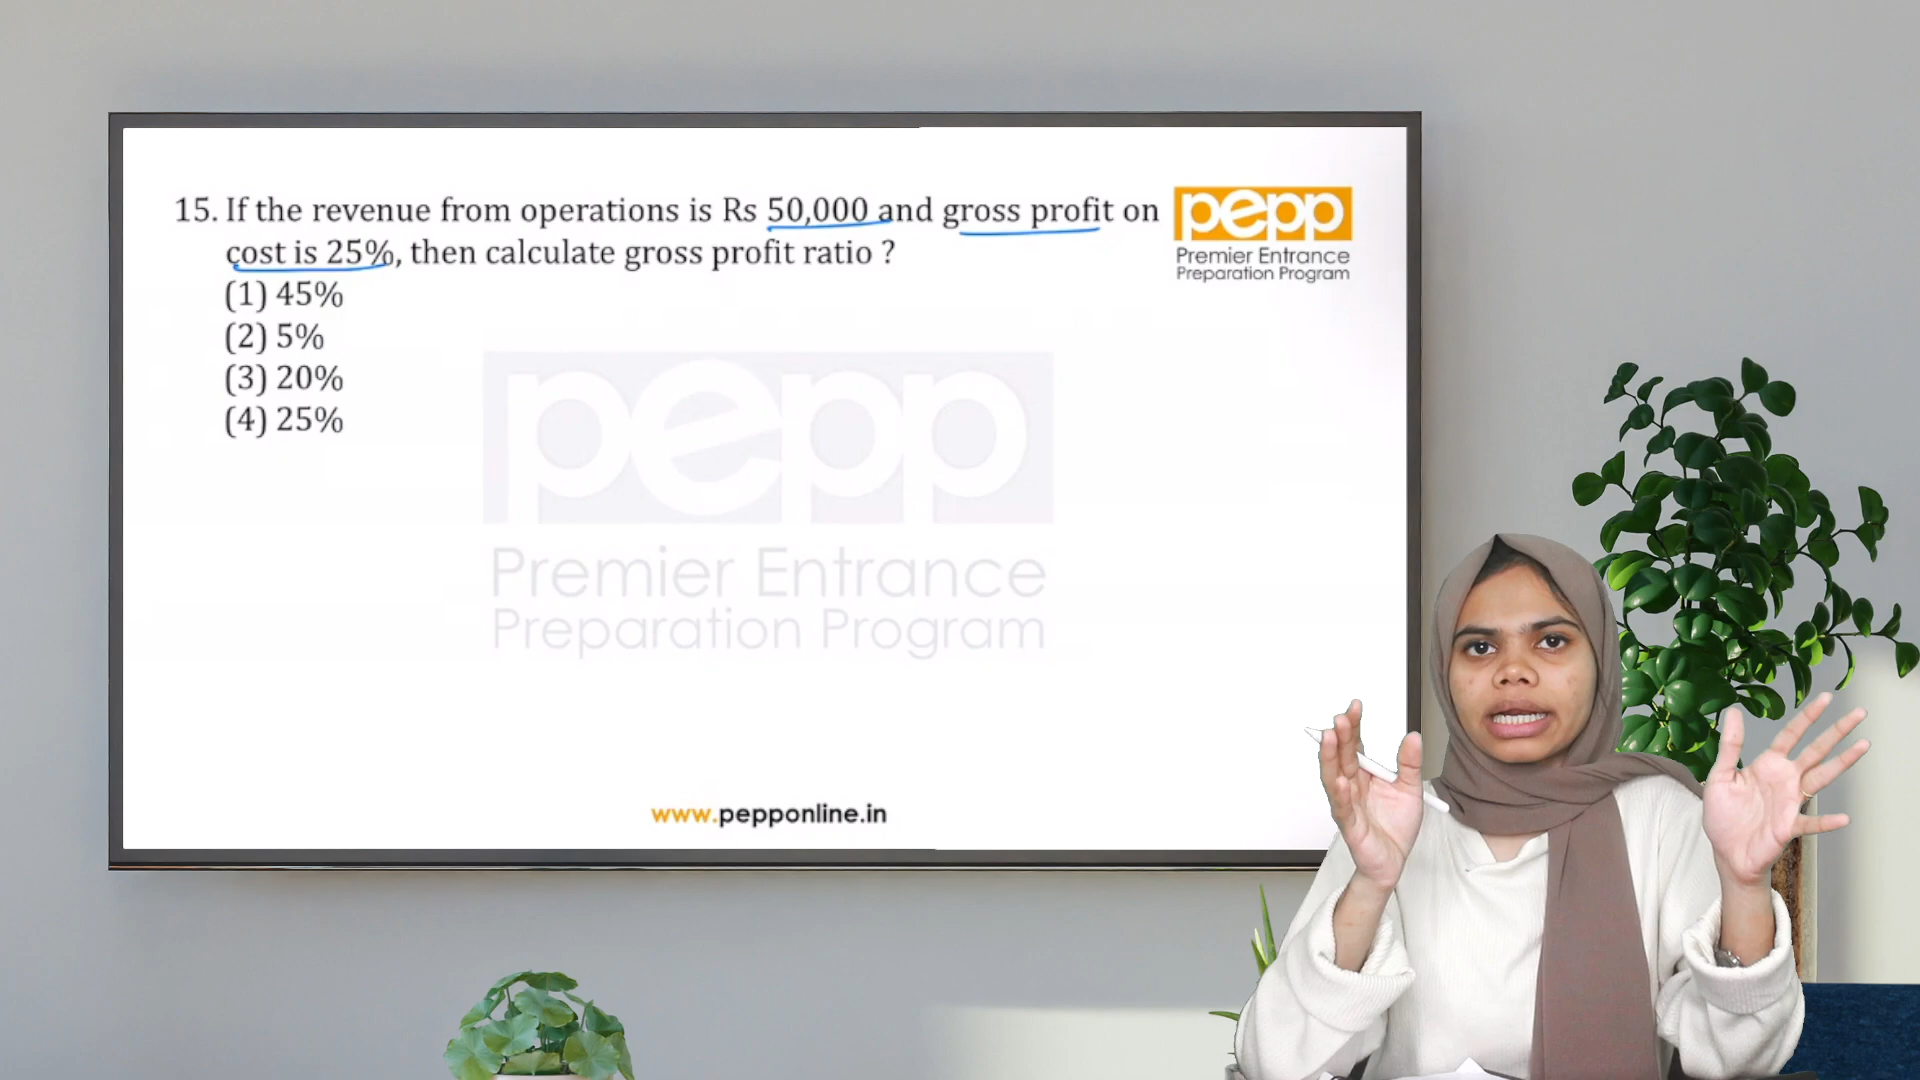 15. If the revenue from operations is Rs 50,000 and gross profit on
cost is 25%, then calculate gross profit ratio ?
(1) 45%
(2) 5%
(3) 20%
(4) 25%
pepp
Premier Entrance
Preparation Program
pepp
Premier Entrance
Preparation Program
www.pepponline.in